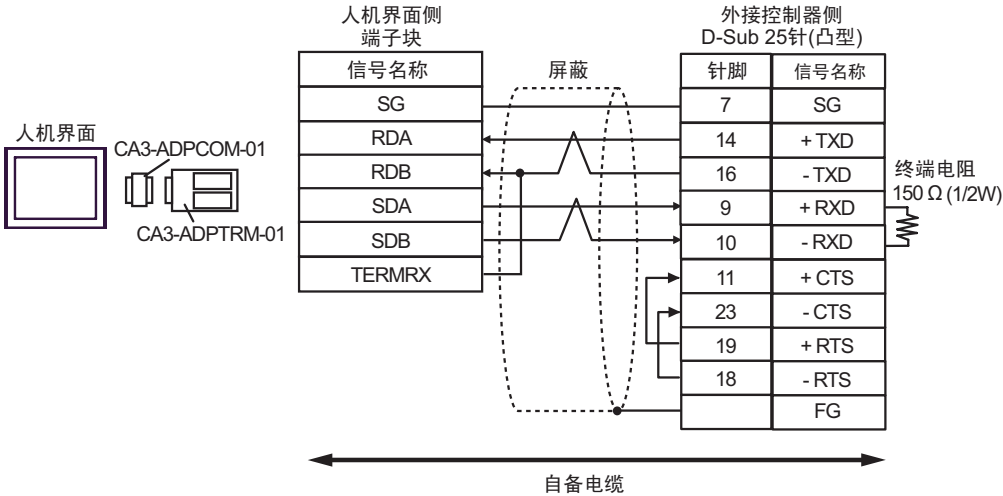 人机界面侧
端子块
外接控制器侧
D-Sub 25针(凸型)
信号名称
屏蔽
针脚
信号名称
SG
7
SG
人机界面
CA3-ADPCOM-01
RDA
14
+ TXD
RDB
16
- TXD
终端电阻
150 Ω (1/2W)
SDA
9
+ RXD
CA3-ADPTRM-01
SDB
10
- RXD
TERMRX
11
+ CTS
23
- CTS
19
+ RTS
18
- RTS
FG
自备电缆